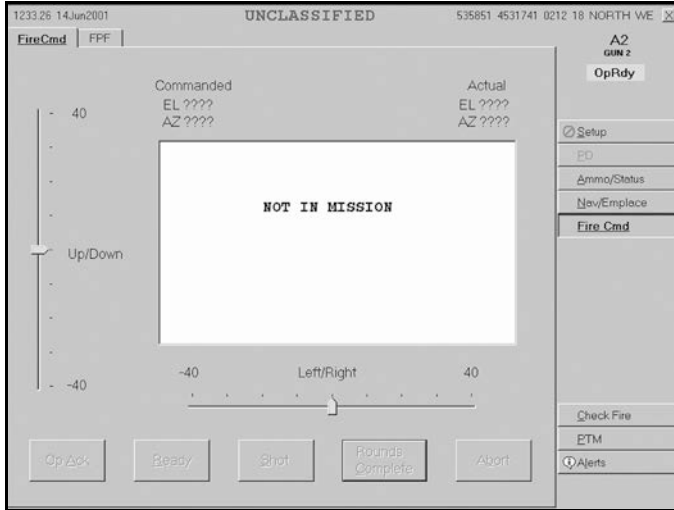 1233.26 14Jun2001 UNCLASSIFIED 535851 4531741 0212 18 NORTH WE X
FireCmd FPF
A2
GUN 2
OpRdy
Commanded Actual
EL ???? EL ????
AZ ???? AZ ????
40
Up/Down
-40
NOT IN MISSION
-40 Left/Right 40
Op Ack Ready Shot Rounds Complete Abort
Setup
PD
Ammo/Status
Nav/Emplace
Fire Cmd
Check Fire
PTM
Alerts